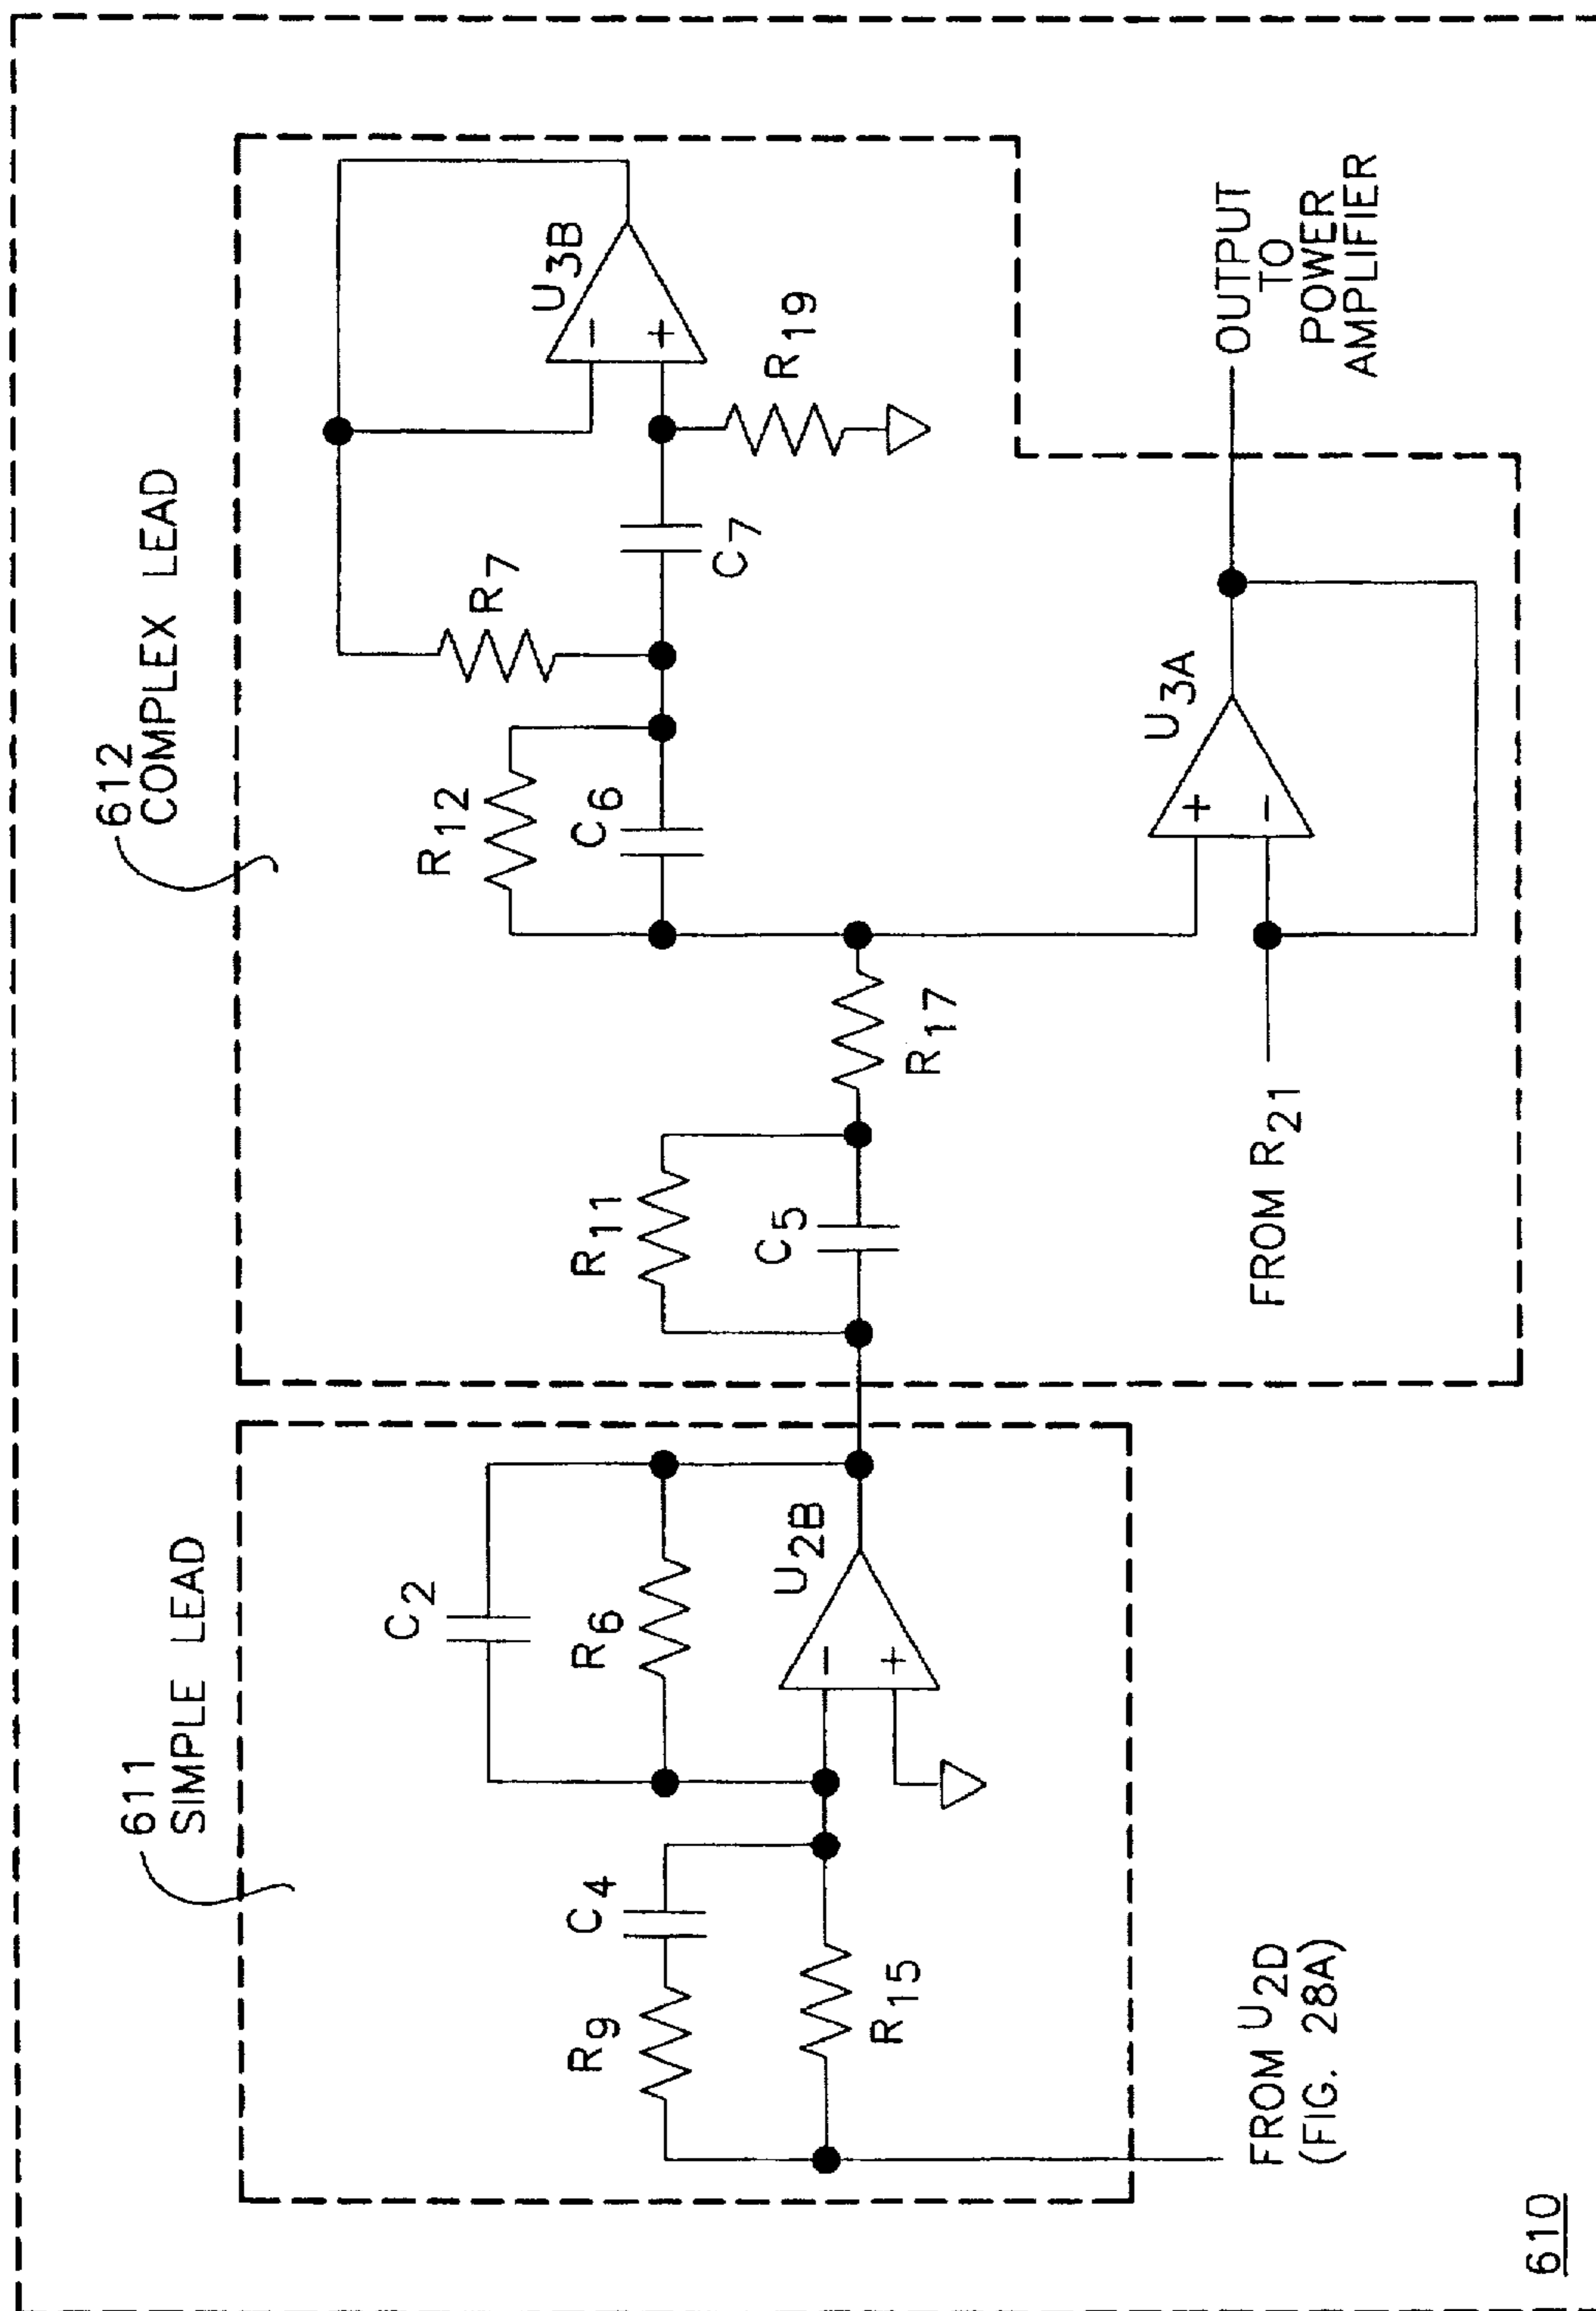 611
SIMPLE LEAD
C2
R6
R9
C4
R15
U2B
−
+
FROM U2D
(FIG. 28A)
612
COMPLEX LEAD
R11
C5
R17
R12
C6
R7
C7
U3B
−
+
R19
U3A
+
−
FROM R21
OUTPUT
TO
POWER
AMPLIFIER
610